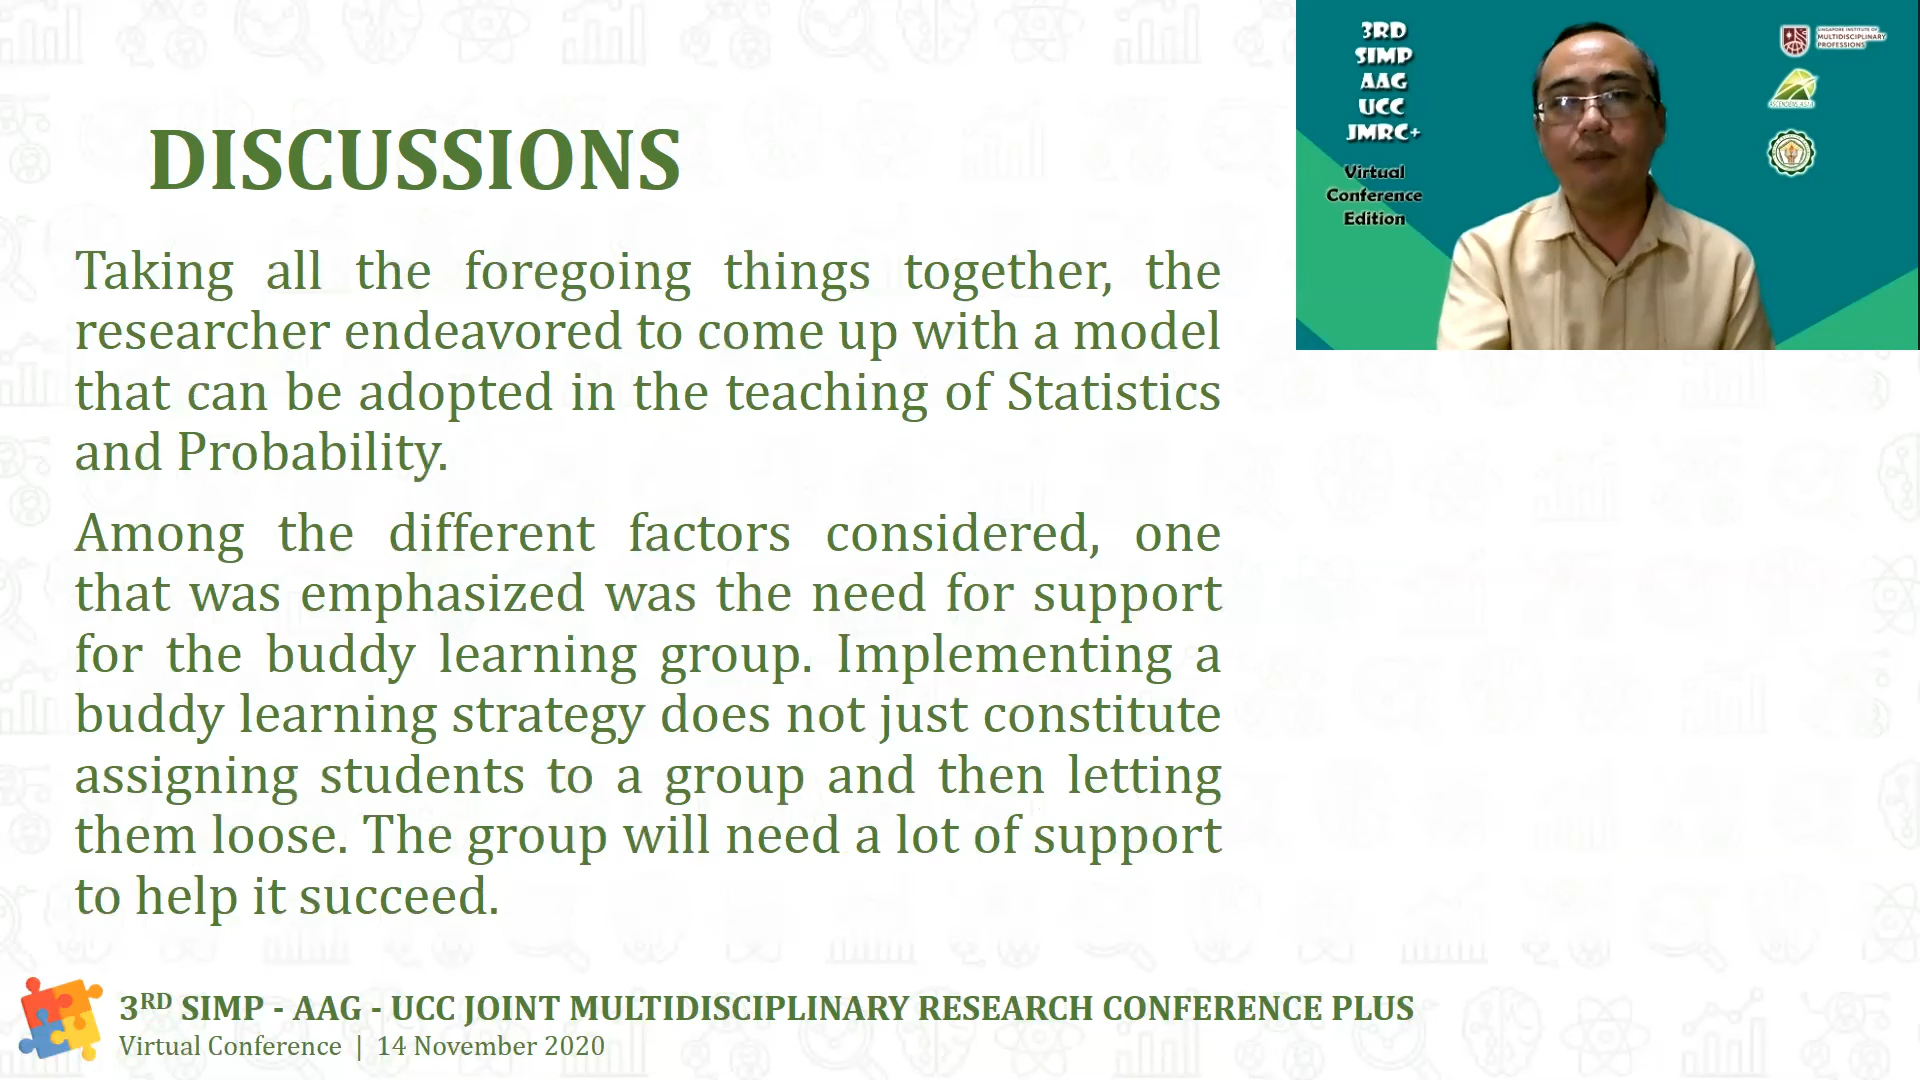 DISCUSSIONS
Taking all the foregoing things together, the
researcher endeavored to come up with a model
that can be adopted in the teaching of Statistics
and Probability.
Among the different factors considered, one
that was emphasized was the need for support
for the buddy learning group. Implementing a
buddy learning strategy does not just constitute
assigning students to a group and then letting
them loose. The group will need a lot of support
to help it succeed.
3RD
SIMP
AAG
UCC
JMRC+
Virtual
Conference
Edition
SINGAPORE INSTITUTE OF
MULTIDISCIPLINARY
PROFESSIONS
3RD SIMP - AAG - UCC JOINT MULTIDISCIPLINARY RESEARCH CONFERENCE PLUS
Virtual Conference | 14 November 2020